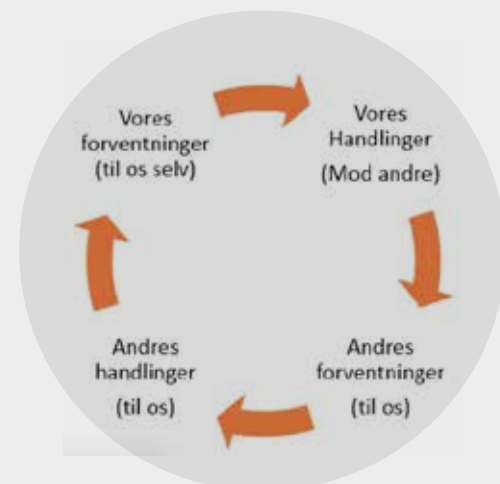 Vores
forventninger
(til os selv)
Vores
Handlinger
(Mod andre)
Andres
forventninger
(til os)
Andres
handlinger
(til os)